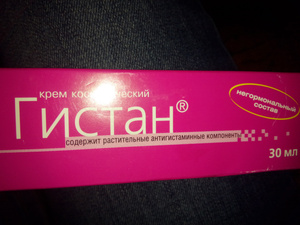 крем косметический
Гистан®
негормональный
состав
содержит растительные антигистаминные компоненты
30 мл